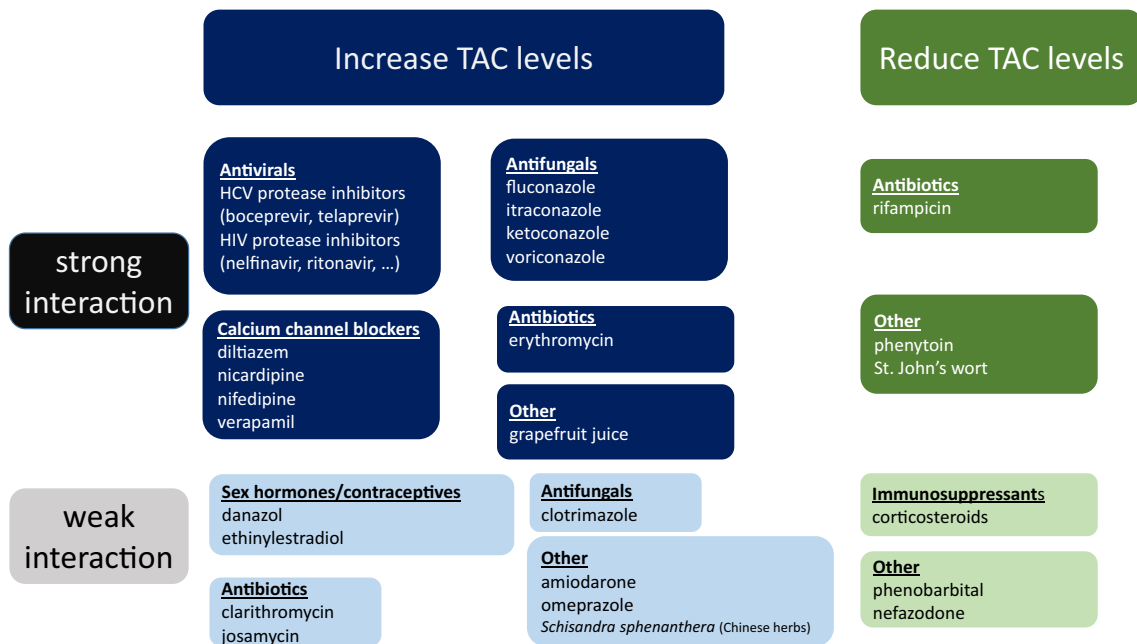 Increase TAC levels
Reduce TAC levels
strong
interaction
Antivirals
HCV protease inhibitors
(boceprevir, telaprevir)
HIV protease inhibitors
(nelfinavir, ritonavir, ...)
Antifungals
fluconazole
itraconazole
ketoconazole
voriconazole
Antibiotics
rifampicin
Calcium channel blockers
diltiazem
nicardipine
nifedipine
verapamil
Antibiotics
erythromycin
Other
grapefruit juice
Other
phenytoin
St. John’s wort
weak
interaction
Sex hormones/contraceptives
danazol
ethinylestradiol
Antifungals
clotrimazole
Immunosuppressants
corticosteroids
Antibiotics
clarithromycin
josamycin
Other
amiodarone
omeprazole
Schisandra sphenanthera (Chinese herbs)
Other
phenobarbital
nefazodone